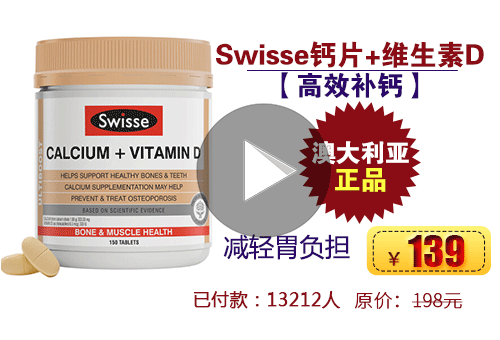 Swisse钙片+维生素D
【高效补钙】
Swisse
ULTIBOOST
CALCIUM + VITAMIN D
HELPS SUPPORT HEALTHY BONES & TEETH
CALCIUM SUPPLEMENTATION MAY HELP
PREVENT & TREAT OSTEOPOROSIS
BASED ON SCIENTIFIC EVIDENCE
BONE & MUSCLE HEALTH
150 TABLETS
澳大利亚
正品
减轻胃负担
¥139
已付款：13212人 原价：198元